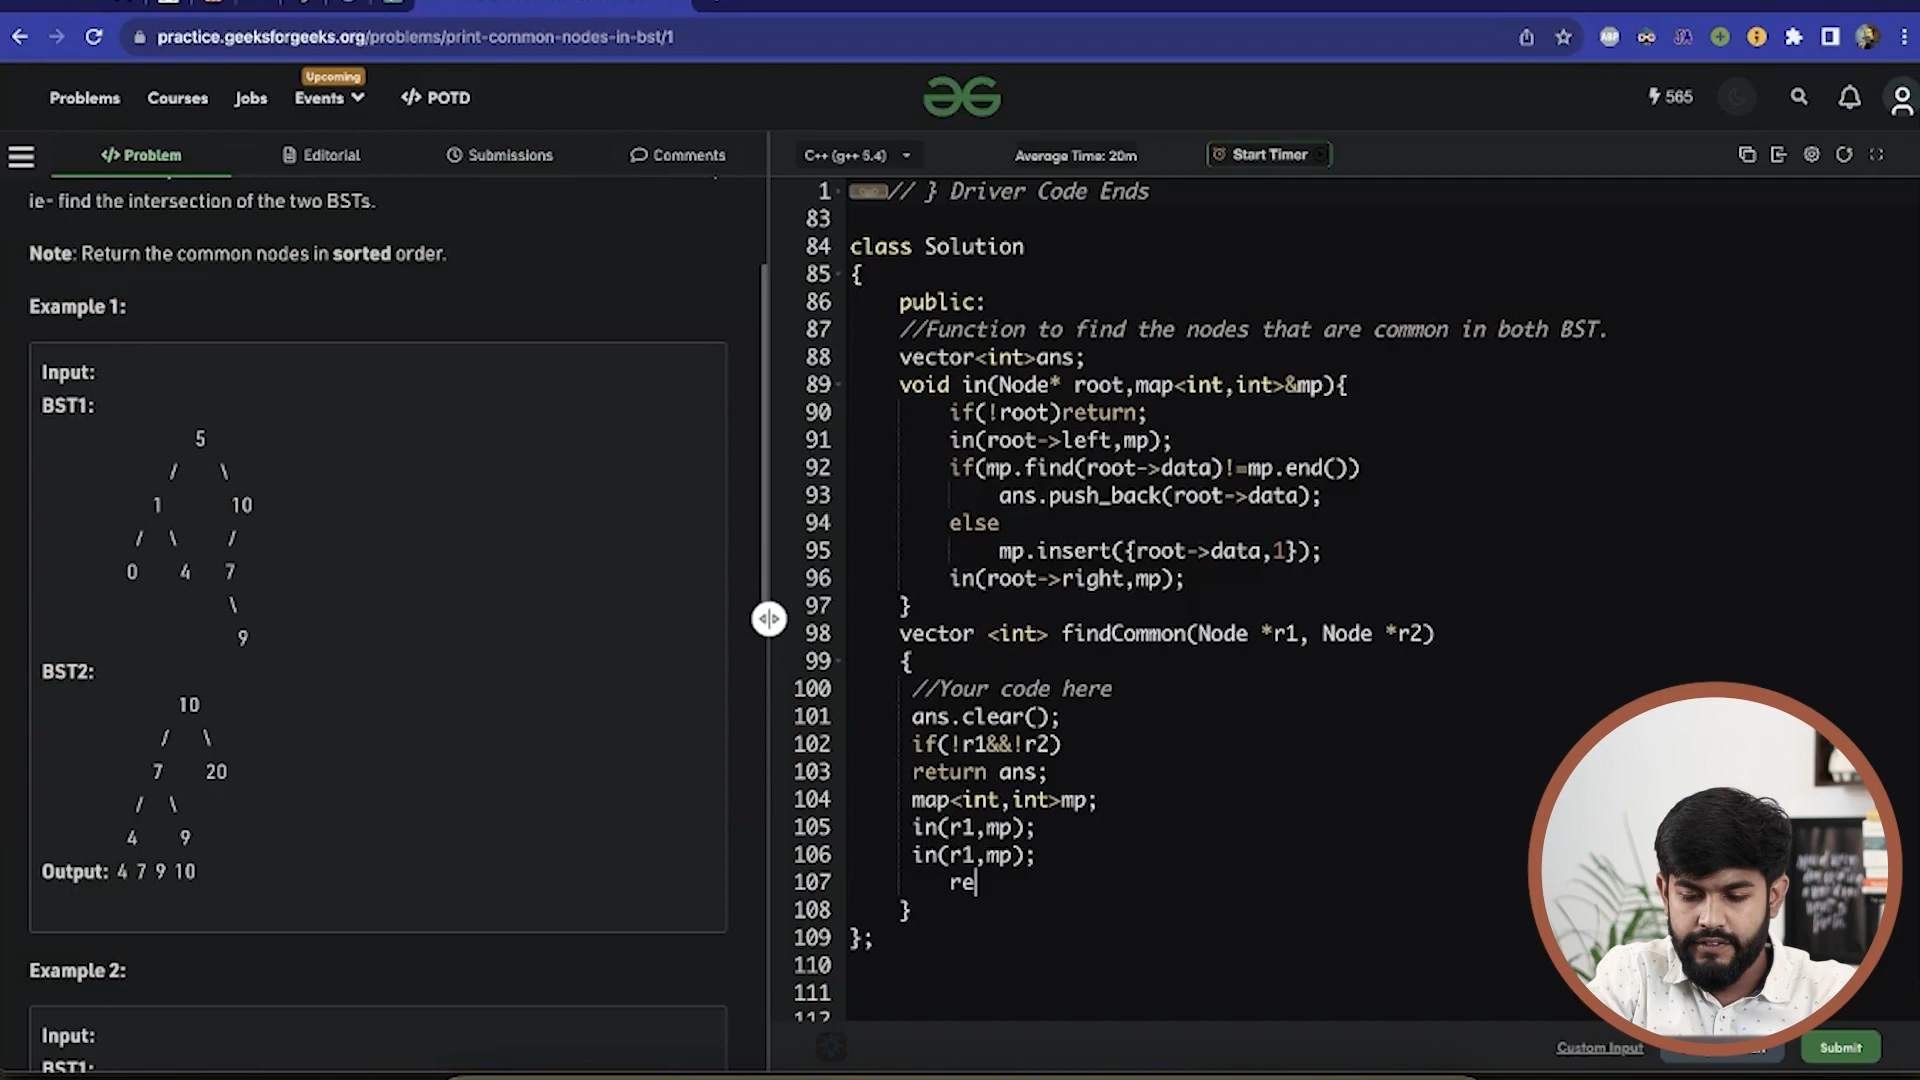 practice.geeksforgeeks.org/problems/print-common-nodes-in-bst/1
Upcoming
Problems Courses Jobs Events </> POTD
565
</> Problem Editorial Submissions Comments
ie- find the intersection of the two BSTs.
Note: Return the common nodes in sorted order.
Example 1:
Input:
BST1:
5
/ \
1 10
/ \ /
0 4 7
\
9
BST2:
10
/ \
7 20
/ \
4 9
Output: 4 7 9 10
Example 2:
Input:
BST1:
C++ (g++ 5.4) Average Time: 20m Start Timer
1 // } Driver Code Ends
83
84 class Solution
85 {
86 public:
87 //Function to find the nodes that are common in both BST.
88 vector<int>ans;
89 void in(Node* root,map<int,int>&mp){
90 if(!root)return;
91 in(root->left,mp);
92 if(mp.find(root->data)!=mp.end())
93 ans.push_back(root->data);
94 else
95 mp.insert({root->data,1});
96 in(root->right,mp);
97 }
98 vector <int> findCommon(Node *r1, Node *r2)
99 {
100 //Your code here
101 ans.clear();
102 if(!r1&&!r2)
103 return ans;
104 map<int,int>mp;
105 in(r1,mp);
106 in(r1,mp);
107 re
108 }
109 };
110
111
112
Custom Input Submit